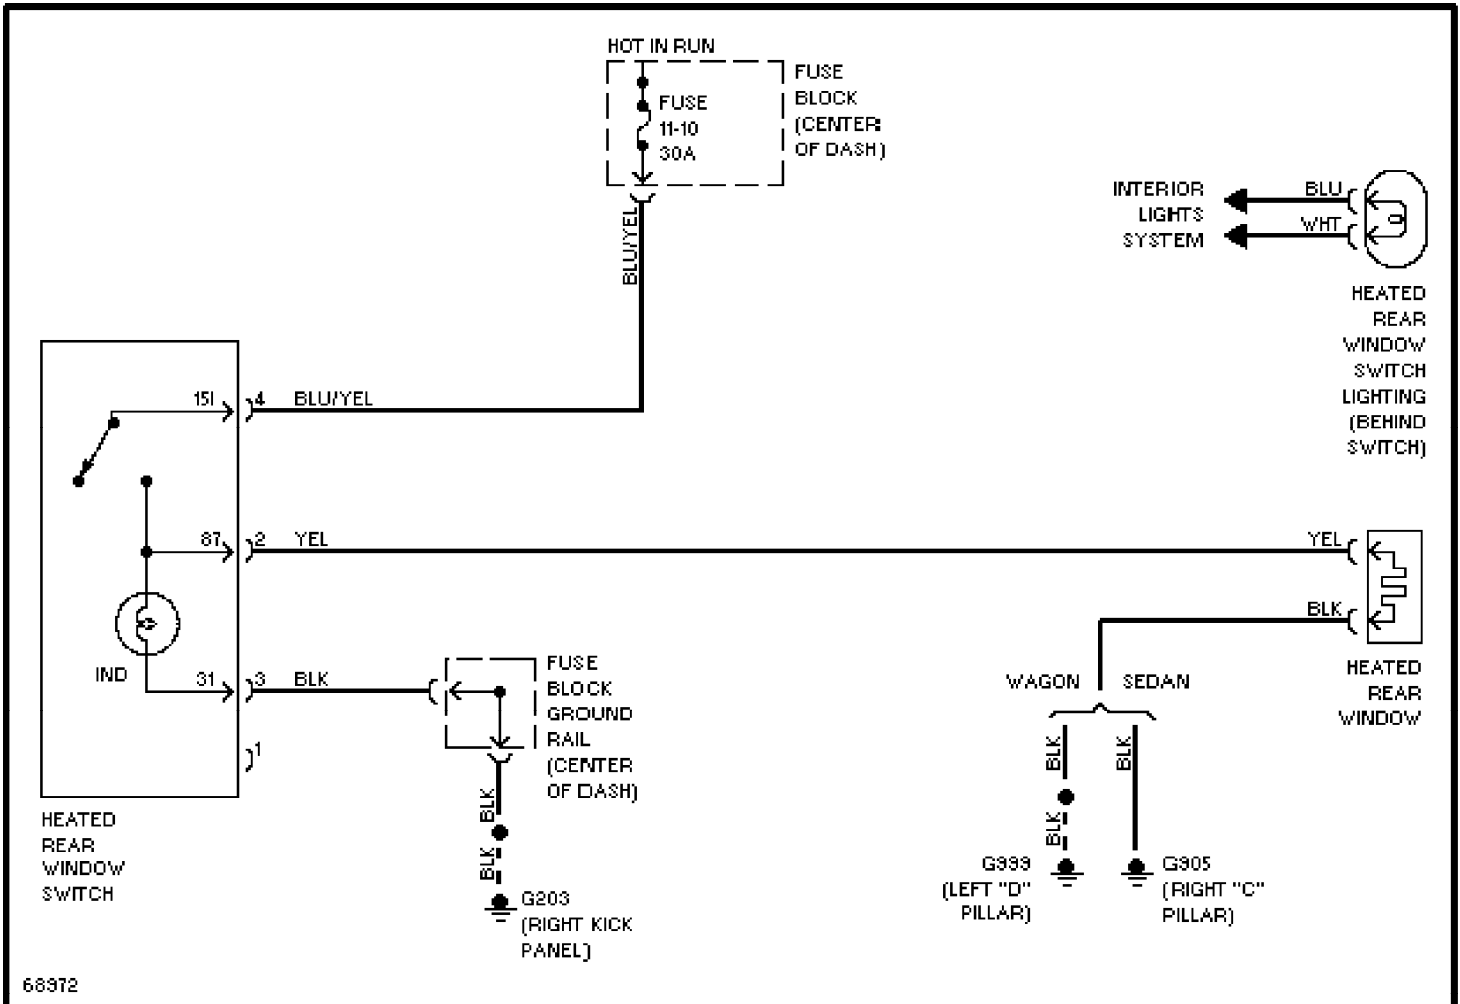 HOT IN RUN
FUSE
11-10
30A
FUSE
BLOCK
(CENTER
OF DASH)
BLU/YEL
INTERIOR
LIGHTS
SYSTEM
BLU
WHT
HEATED
REAR
WINDOW
SWITCH
LIGHTING
(BEHIND
SWITCH)
15I 4 BLU/YEL
87 2 YEL
YEL
BLK
HEATED
REAR
WINDOW
IND
31 3 BLK
1
HEATED
REAR
WINDOW
SWITCH
FUSE
BLOCK
GROUND
RAIL
(CENTER
OF DASH)
BLK
BLK
G203
(RIGHT KICK
PANEL)
WAGON SEDAN
BLK
BLK
BLK
G999
(LEFT "D"
PILLAR)
G905
(RIGHT "C"
PILLAR)
68972